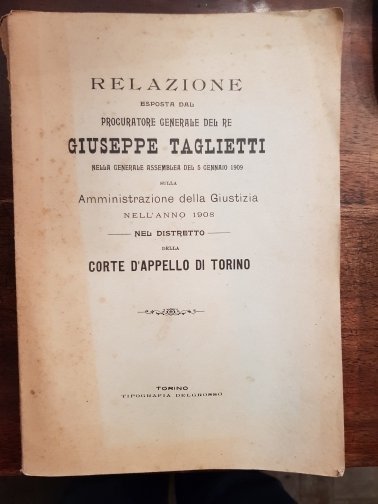 RELAZIONE
ESPOSTA DAL
PROCURATORE GENERALE DEL RE
GIUSEPPE TAGLIETTI
NELLA GENERALE ASSEMBLEA DEL 5 GENNAIO 1909
SULLA
Amministrazione della Giustizia
NELL'ANNO 1908
NEL DISTRETTO
DELLA
CORTE D'APPELLO DI TORINO
TORINO
TIPOGRAFIA DELGROSSO